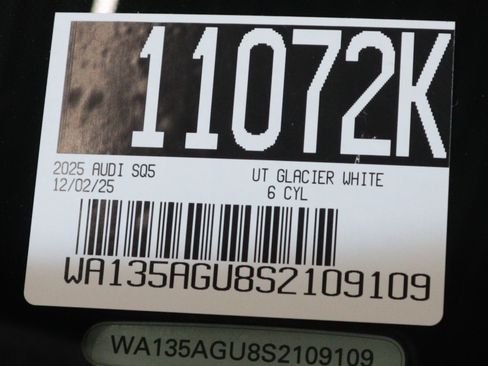 11072K
2025 AUDI SQ5 UT GLACIER WHITE
12/02/25 6 CYL
WA135AGU8S2109109
WA135AGU8S2109109